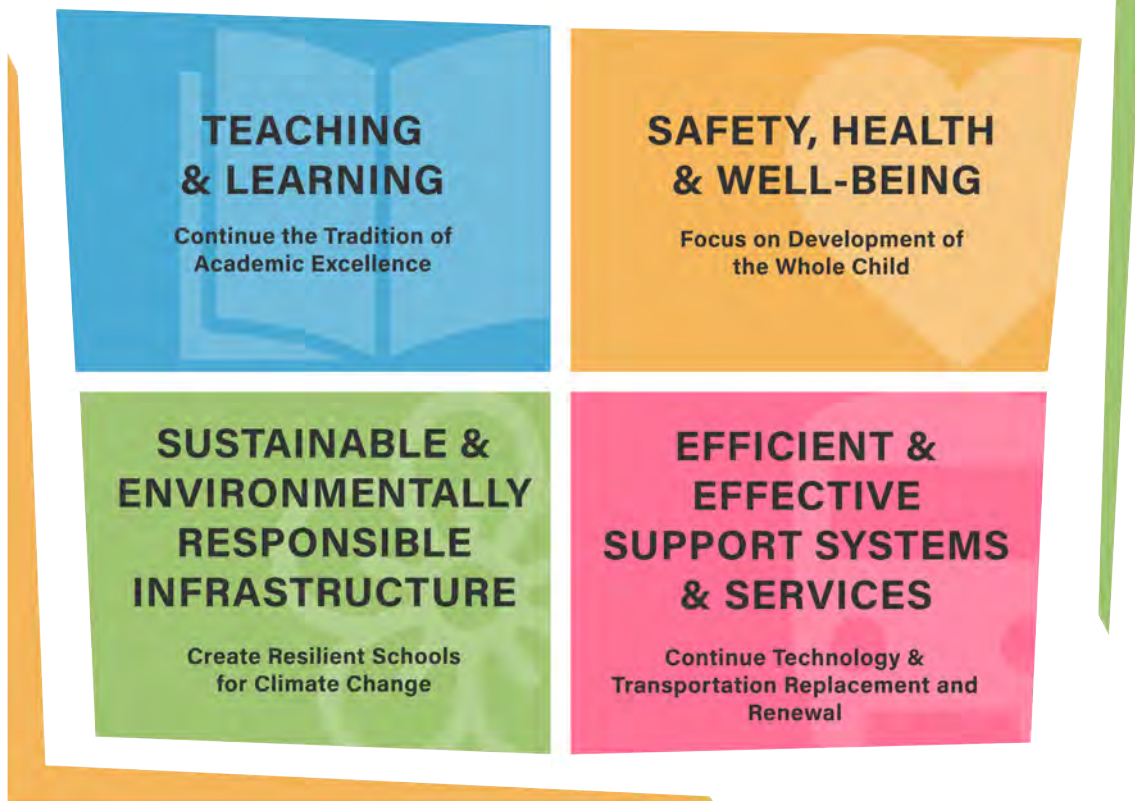 TEACHING
& LEARNING
Continue the Tradition of
Academic Excellence
SAFETY, HEALTH
& WELL-BEING
Focus on Development of
the Whole Child
SUSTAINABLE &
ENVIRONMENTALLY
RESPONSIBLE
INFRASTRUCTURE
Create Resilient Schools
for Climate Change
EFFICIENT &
EFFECTIVE
SUPPORT SYSTEMS
& SERVICES
Continue Technology &
Transportation Replacement and
Renewal